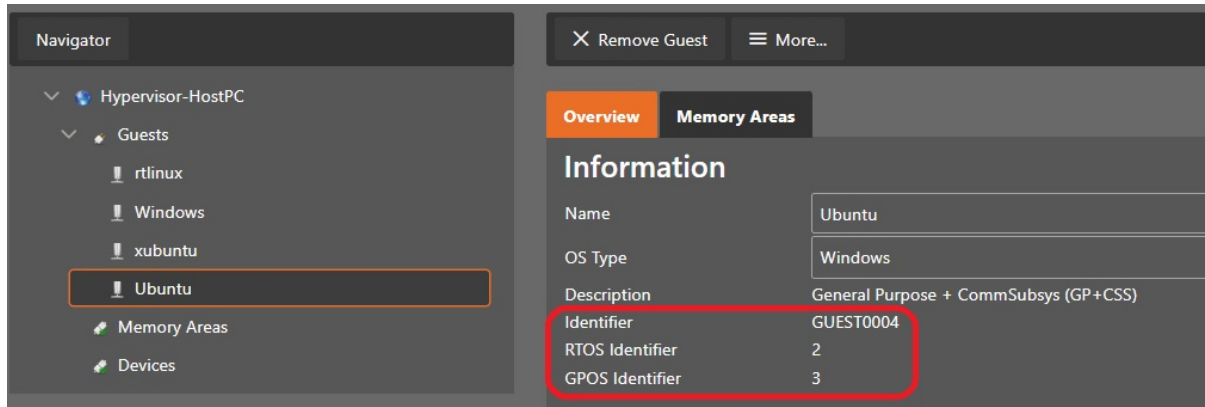 Navigator
Hypervisor-HostPC
Guests
rtlinux
Windows
xubuntu
Ubuntu
Memory Areas
Devices
Remove Guest More...
Overview Memory Areas
Information
Name Ubuntu
OS Type Windows
Description General Purpose + CommSubsys (GP+CSS)
Identifier GUEST0004
RTOS Identifier 2
GPOS Identifier 3